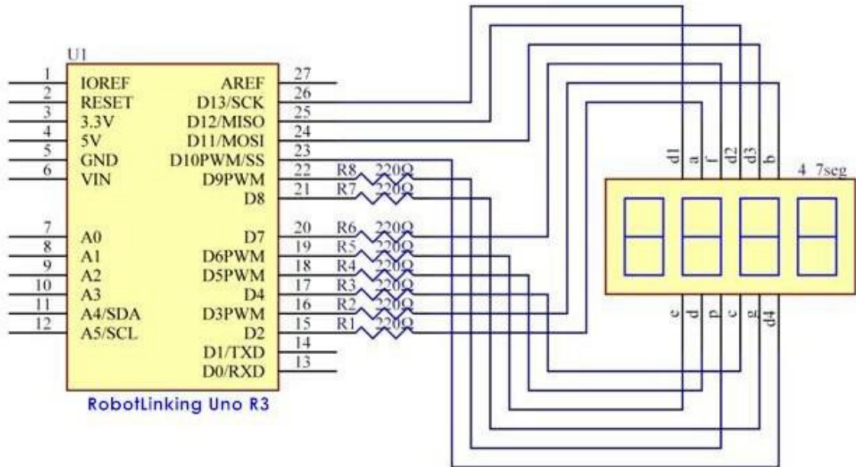 U1
1 IOREF AREF 27
2 RESET D13/SCK 26
3 3.3V D12/MISO 25
4 5V D11/MOSI 24
5 GND D10PWM/SS 23
6 VIN D9PWM 22 R8 220Ω
D8 21 R7 220Ω
7 A0 D7 20 R6 220Ω
8 A1 D6PWM 19 R5 220Ω
9 A2 D5PWM 18 R4 220Ω
10 A3 D4 17 R3 220Ω
11 A4/SDA D3PWM 16 R2 220Ω
12 A5/SCL D2 15 R1 220Ω
D1/TXD 14
D0/RXD 13
RobotLinking Uno R3
d1 a f d2 d3 b
4 7seg
d p c g d4